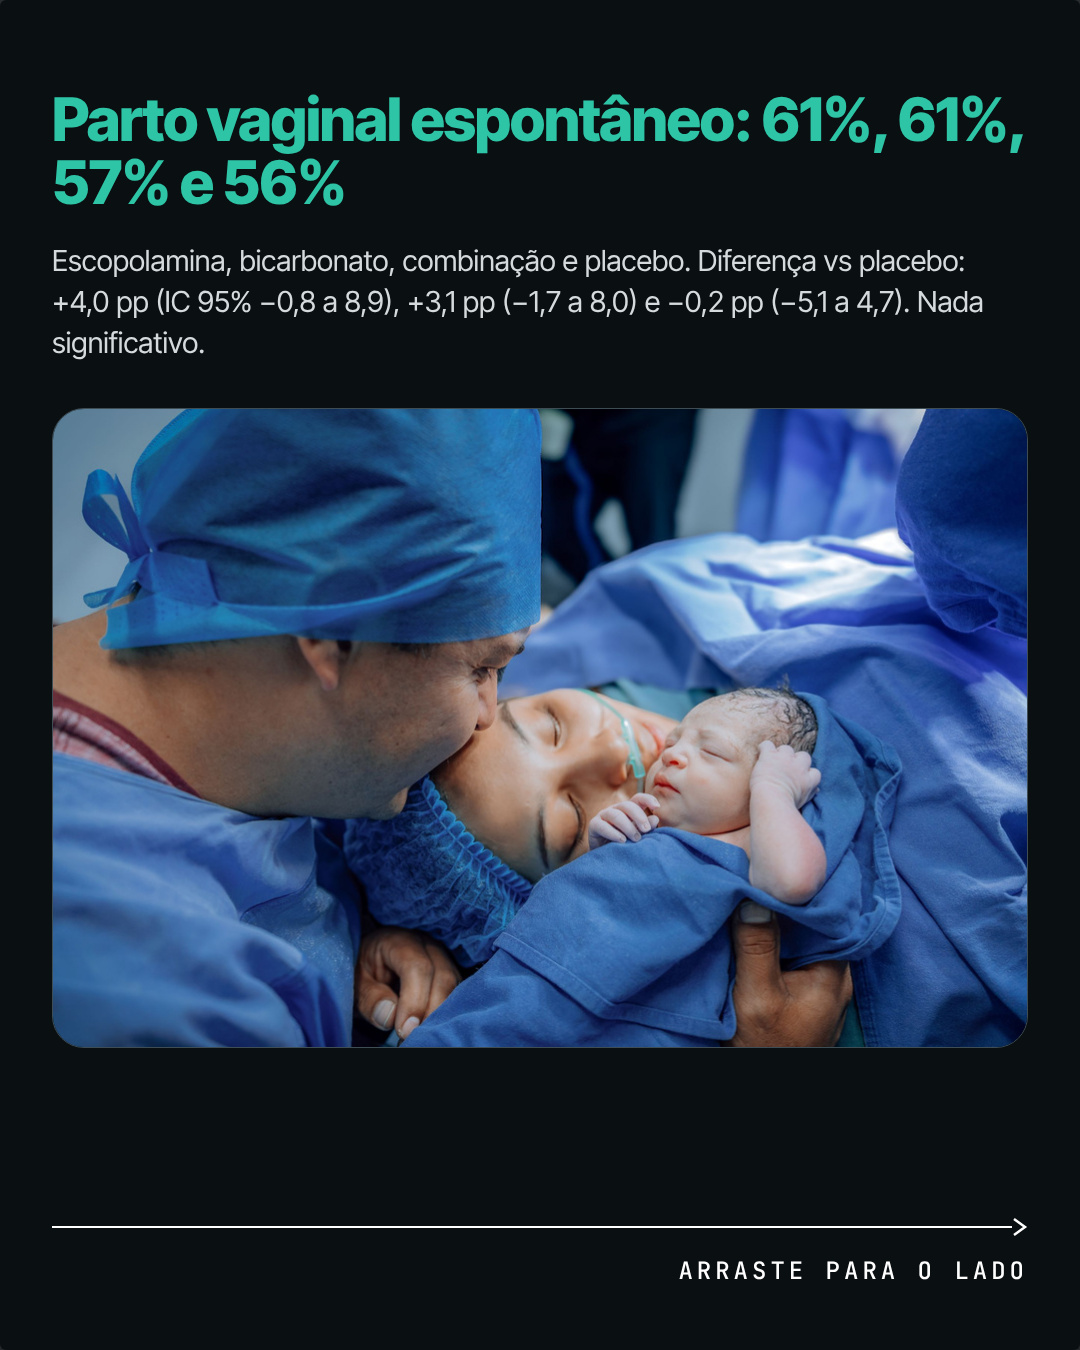 Parto vaginal espontâneo: 61%, 61%,
57% e 56%
Escopolamina, bicarbonato, combinação e placebo. Diferença vs placebo:
+4,0 pp (IC 95% −0,8 a 8,9), +3,1 pp (−1,7 a 8,0) e −0,2 pp (−5,1 a 4,7). Nada
significativo.
ARRASTE PARA O LADO